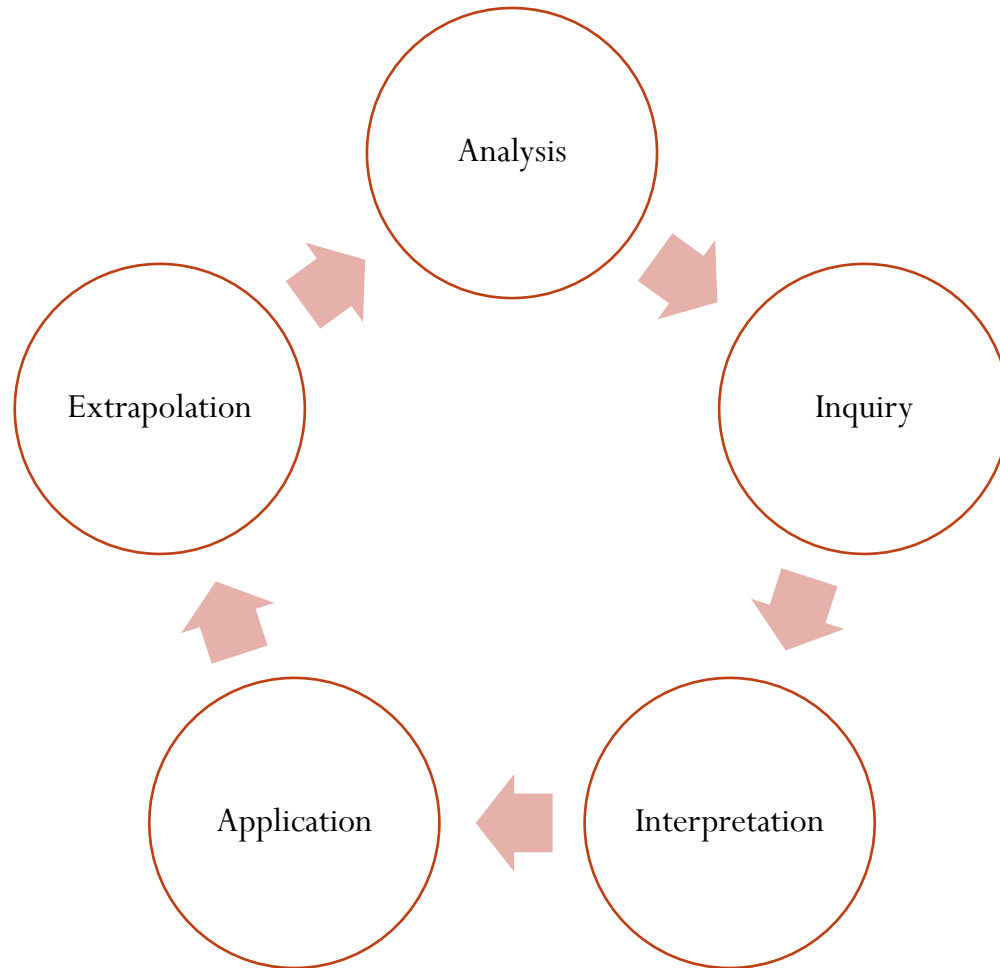 Analysis
Inquiry
Interpretation
Application
Extrapolation